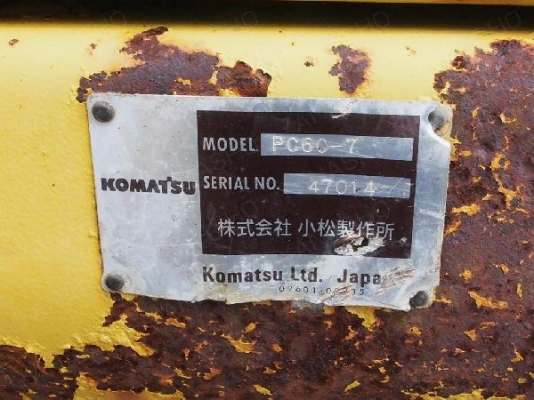 KOMATSU
MODEL PC60-7
SERIAL NO. 47014
株式会社 小松製作所
Komatsu Ltd. Japa